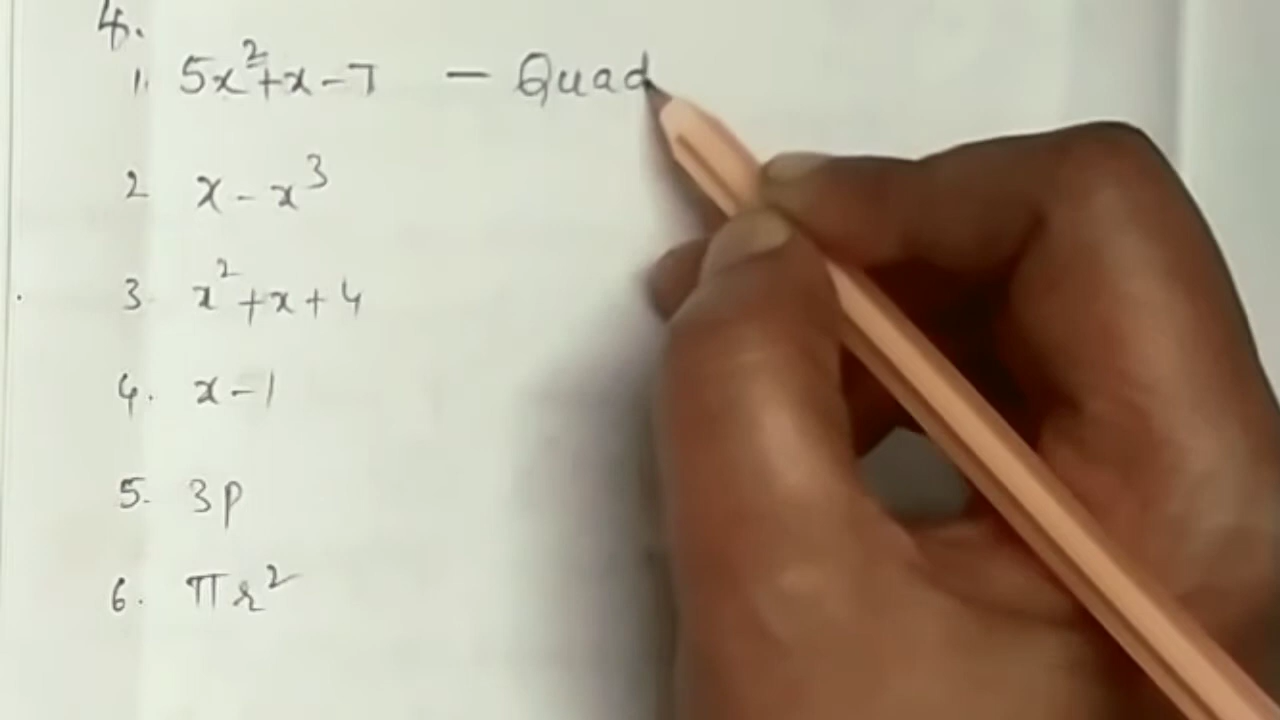 4.
1. 5x²+x-7 - Quad
2 x-x³
3. x²+x+4
4. x-1
5. 3p
6. πr²